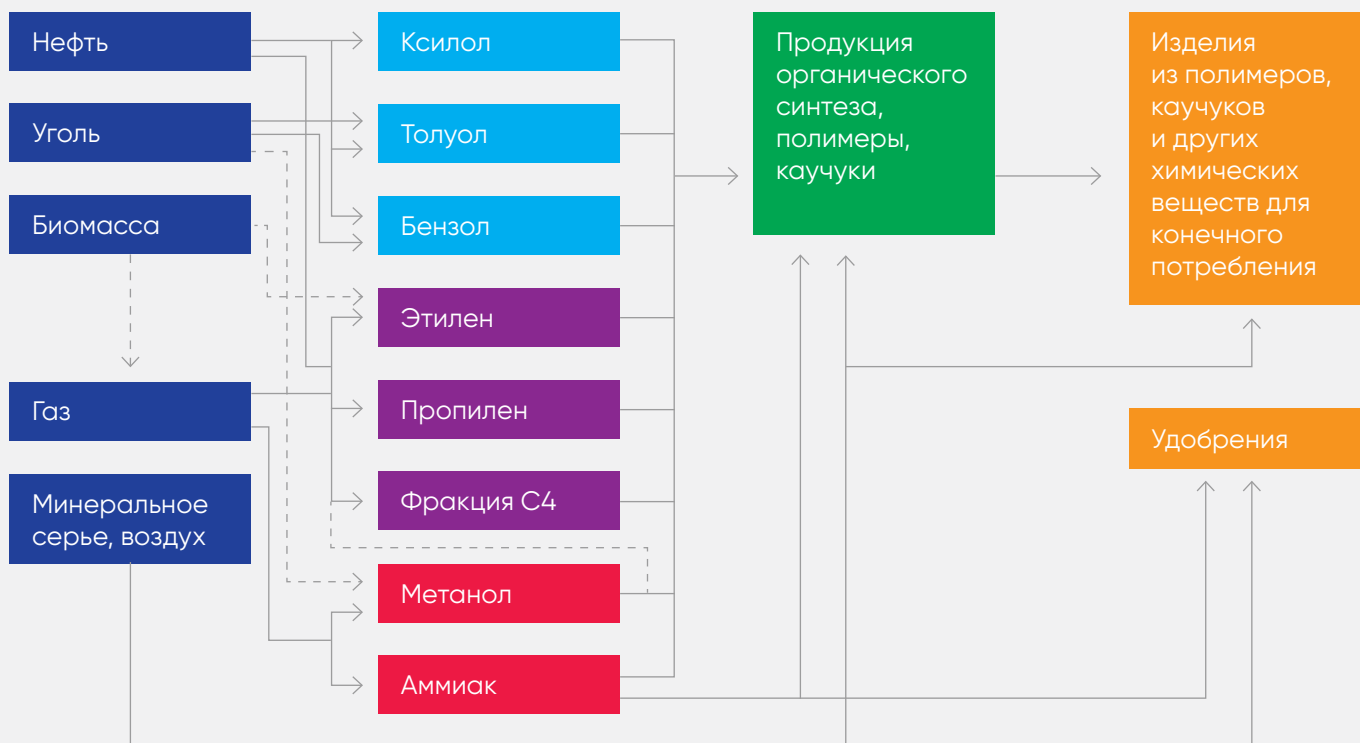 Нефть
Уголь
Биомасса
Газ
Минеральное
серье, воздух
Ксилол
Толуол
Бензол
Этилен
Пропилен
Фракция С4
Метанол
Аммиак
Продукция
органического
синтеза,
полимеры,
каучуки
Изделия
из полимеров,
каучуков
и других
химических
веществ для
конечного
потребления
Удобрения